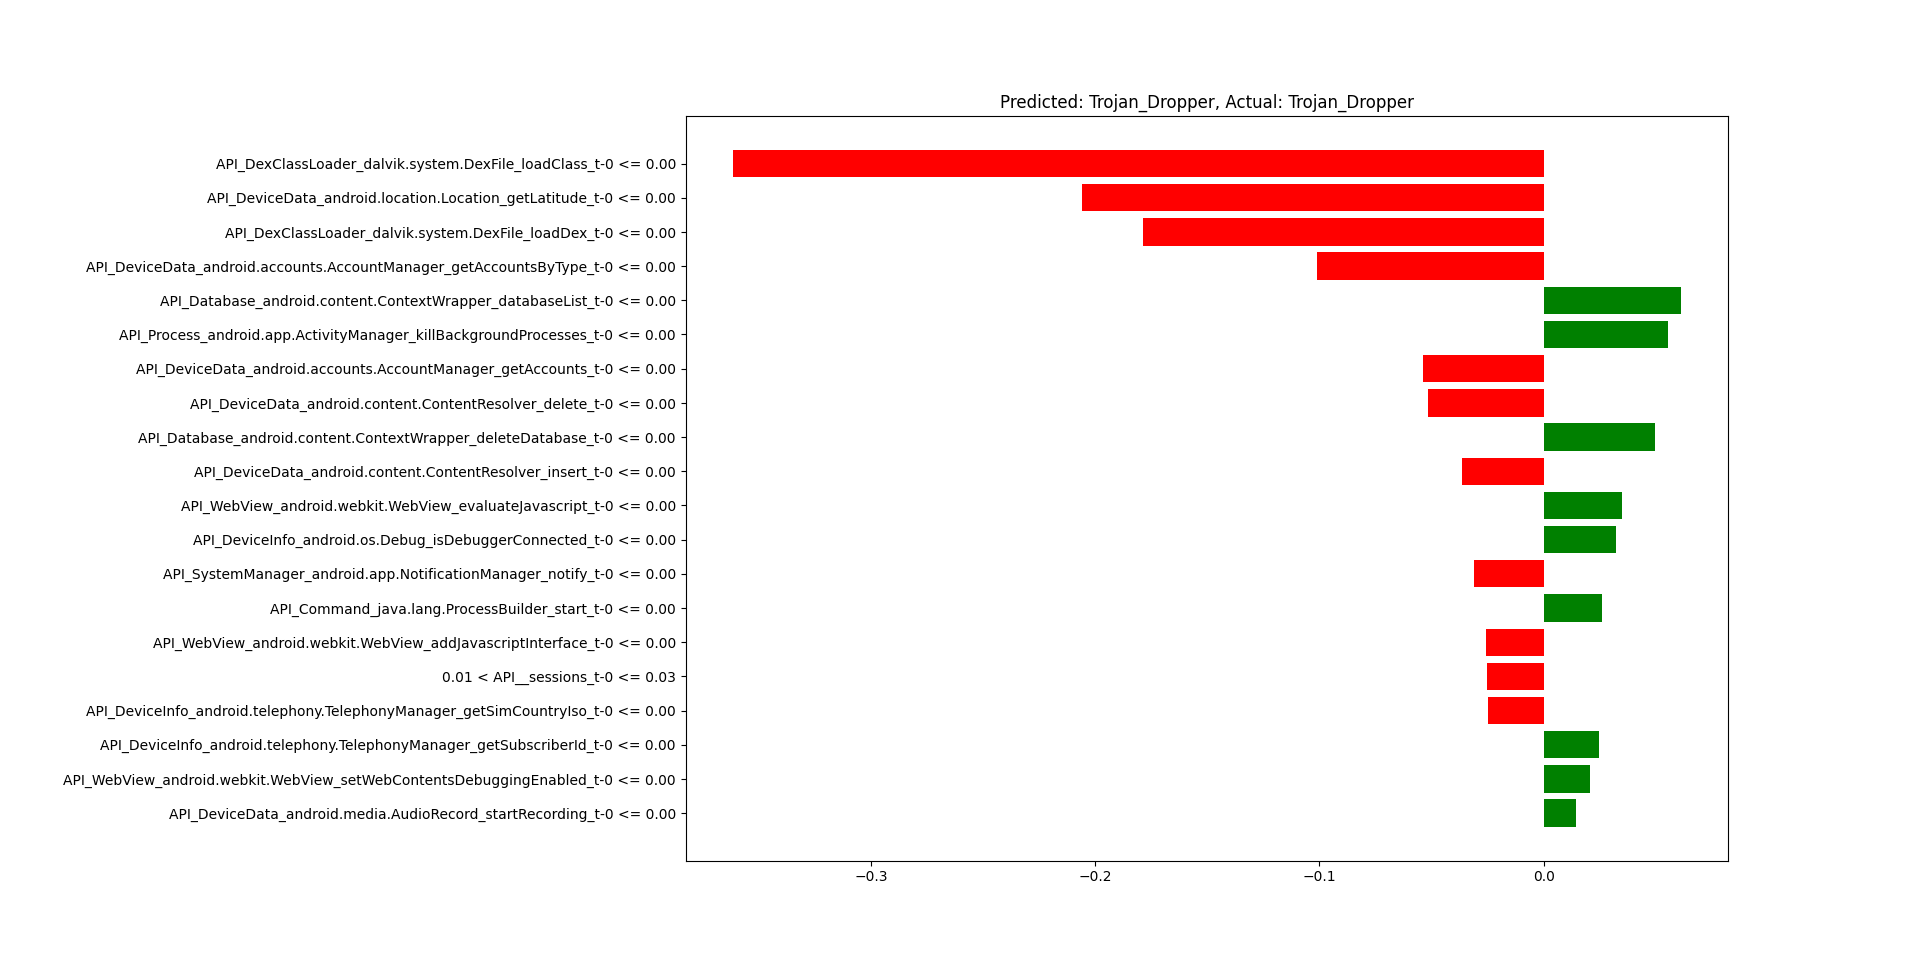 Predicted: Trojan_Dropper, Actual: Trojan_Dropper
API_DexClassLoader_dalvik.system.DexFile_loadClass_t-0 <= 0.00
API_DeviceData_android.location.Location_getLatitude_t-0 <= 0.00
API_DexClassLoader_dalvik.system.DexFile_loadDex_t-0 <= 0.00
API_DeviceData_android.accounts.AccountManager_getAccountsByType_t-0 <= 0.00
API_Database_android.content.ContextWrapper_databaseList_t-0 <= 0.00
API_Process_android.app.ActivityManager_killBackgroundProcesses_t-0 <= 0.00
API_DeviceData_android.accounts.AccountManager_getAccounts_t-0 <= 0.00
API_DeviceData_android.content.ContentResolver_delete_t-0 <= 0.00
API_Database_android.content.ContextWrapper_deleteDatabase_t-0 <= 0.00
API_DeviceData_android.content.ContentResolver_insert_t-0 <= 0.00
API_WebView_android.webkit.WebView_evaluateJavascript_t-0 <= 0.00
API_DeviceInfo_android.os.Debug_isDebuggerConnected_t-0 <= 0.00
API_SystemManager_android.app.NotificationManager_notify_t-0 <= 0.00
API_Command_java.lang.ProcessBuilder_start_t-0 <= 0.00
API_WebView_android.webkit.WebView_addJavascriptInterface_t-0 <= 0.00
0.01 < API__sessions_t-0 <= 0.03
API_DeviceInfo_android.telephony.TelephonyManager_getSimCountryIso_t-0 <= 0.00
API_DeviceInfo_android.telephony.TelephonyManager_getSubscriberId_t-0 <= 0.00
API_WebView_android.webkit.WebView_setWebContentsDebuggingEnabled_t-0 <= 0.00
API_DeviceData_android.media.AudioRecord_startRecording_t-0 <= 0.00
−0.3 −0.2 −0.1 0.0